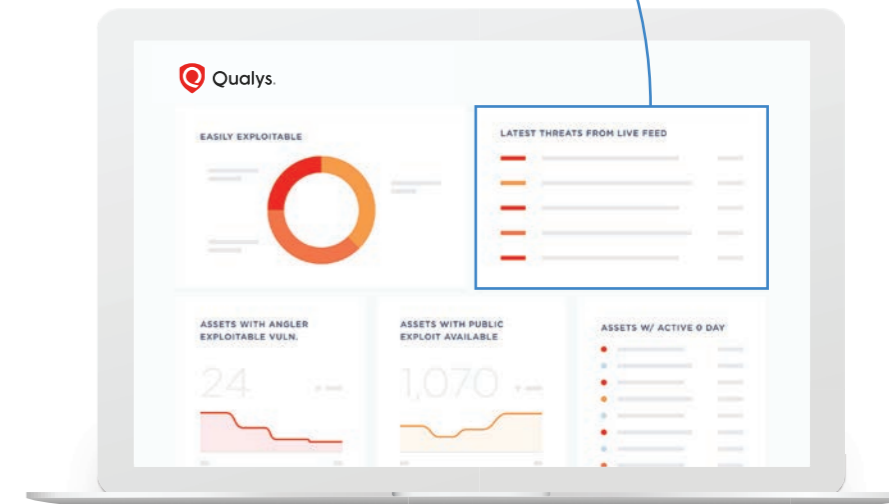 Qualys.
EASILY EXPLOITABLE
LATEST THREATS FROM LIVE FEED
ASSETS WITH ANGLER
EXPLOITABLE VULN.
24
ASSETS WITH PUBLIC
EXPLOIT AVAILABLE
1,070
ASSETS W/ ACTIVE 0 DAY